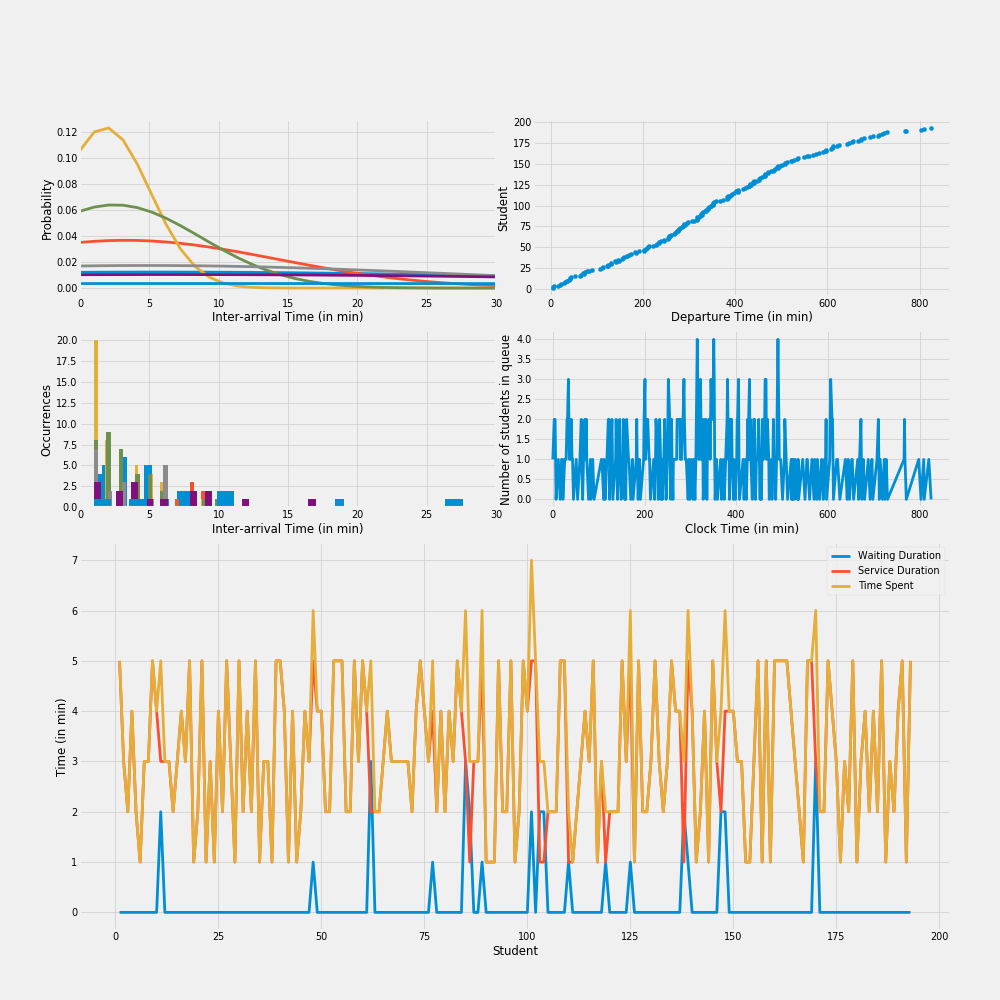 0.12
0.10
0.08
0.06
0.04
0.02
0.00
Probability
0 5 10 15 20 25 30
Inter-arrival Time (in min)
200
175
150
125
100
75
50
25
0
Student
0 200 400 600 800
Departure Time (in min)
20.0
17.5
15.0
12.5
10.0
7.5
5.0
2.5
0.0
Occurrences
0 5 10 15 20 25 30
Inter-arrival Time (in min)
4.0
3.5
3.0
2.5
2.0
1.5
1.0
0.5
0.0
Number of students in queue
0 200 400 600 800
Clock Time (in min)
Waiting Duration
Service Duration
Time Spent
7
6
5
4
3
2
1
0
Time (in min)
0 25 50 75 100 125 150 175 200
Student